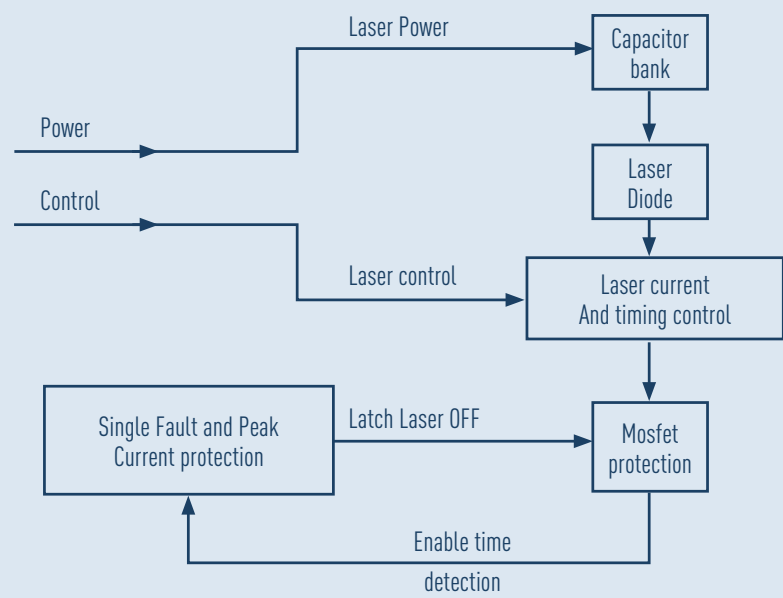 Laser Power
Capacitor
bank
Power
Laser
Diode
Control
Laser control
Laser current
And timing control
Single Fault and Peak
Current protection
Latch Laser OFF
Mosfet
protection
Enable time
detection